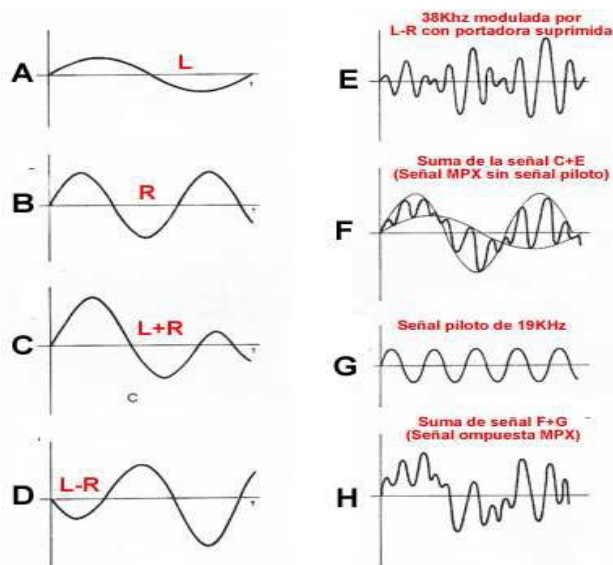 A
L
T
B
R
T
C
L+R
T
C
D
L-R
T
38Khz modulada por
L-R con portadora suprimida
E
Suma de la señal C+E
(Señal MPX sin señal piloto)
F
Señal piloto de 19KHz
G
Suma de señal F+G
(Señal ompuesta MPX)
H